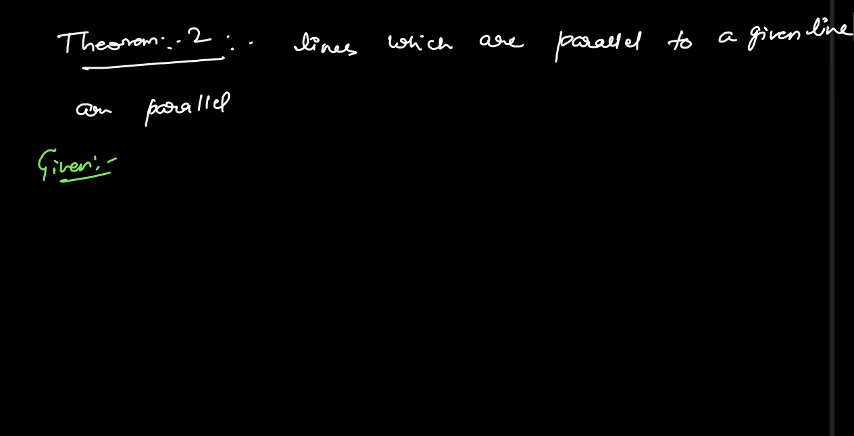 Theorem:. 2 :. lines which are parallel to a given line
are parallel
Given:-